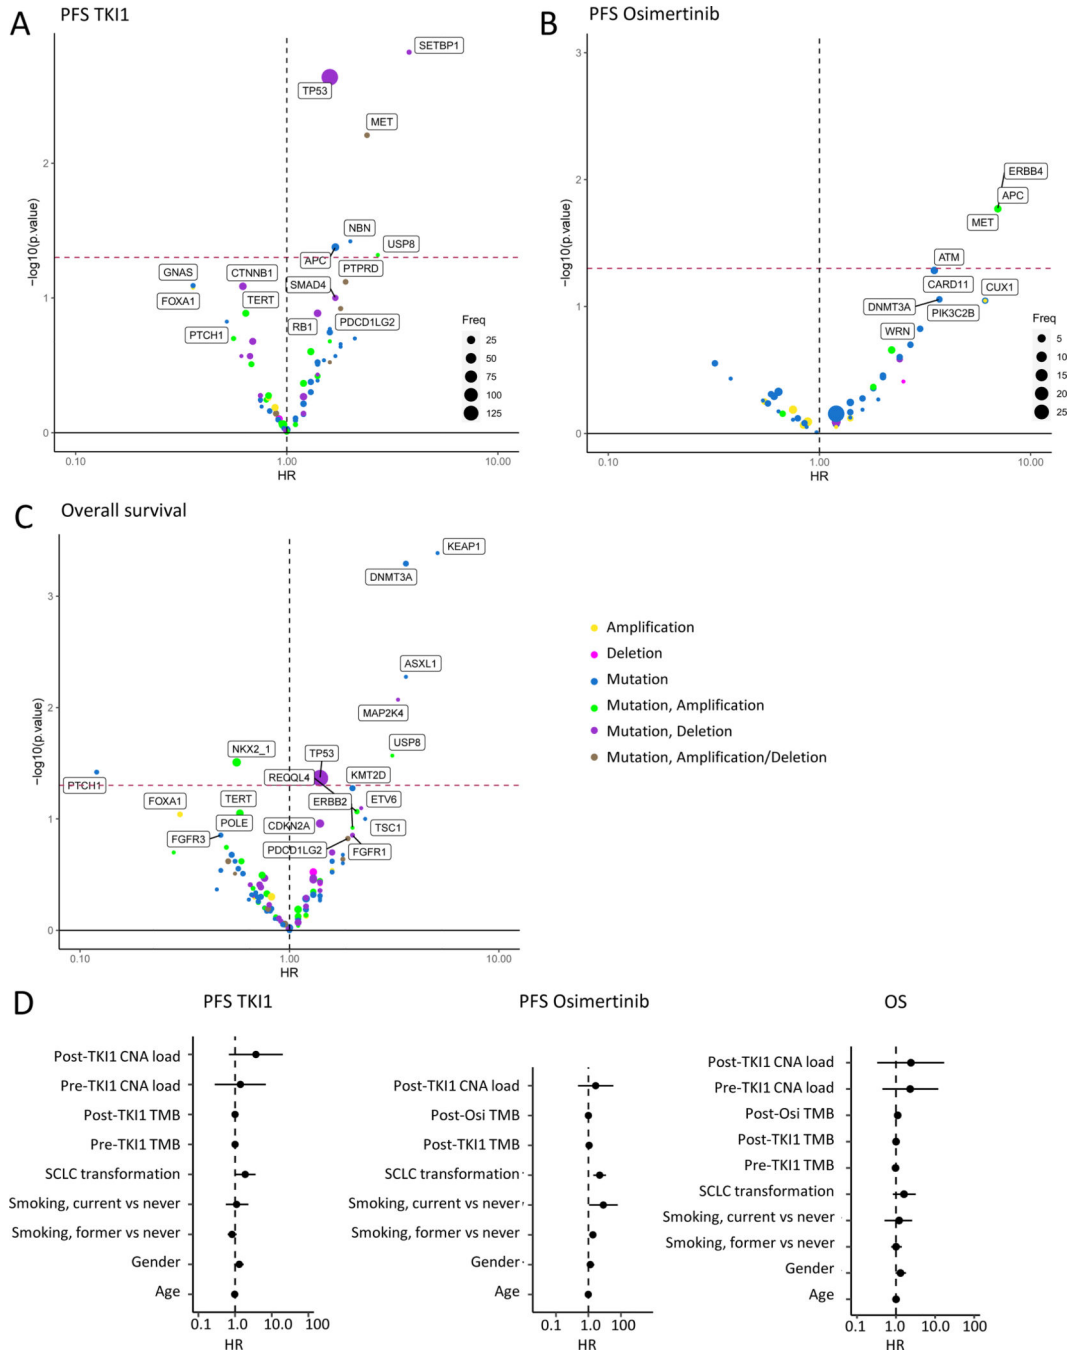 A
PFS TKI1
SETBP1
TP53
MET
2
−log10(p.value)
NBN
USP8
APC
PTPRD
GNAS
CTNNB1
SMAD4
FOXA1
TERT
PDCD1LG2
RB1
PTCH1
1
Freq
25
50
75
100
125
0
0.10
1.00
10.00
HR
B
PFS Osimertinib
3
2
−log10(p.value)
ERBB4
APC
MET
ATM
CARD11
CUX1
DNMT3A
PIK3C2B
WRN
1
Freq
5
10
15
20
25
0
0.10
1.00
10.00
HR
C
Overall survival
KEAP1
DNMT3A
3
ASXL1
MAP2K4
2
−log10(p.value)
USP8
NKX2_1
TP53
RECQL4
KMT2D
PTCH1
ERBB2
ETV6
FOXA1
TERT
POLE
CDKN2A
TSC1
1
FGFR3
PDCD1LG2
FGFR1
0
0.10
1.00
10.00
HR
Amplification
Deletion
Mutation
Mutation, Amplification
Mutation, Deletion
Mutation, Amplification/Deletion
D
PFS TKI1
Post-TKI1 CNA load
Pre-TKI1 CNA load
Post-TKI1 TMB
Pre-TKI1 TMB
SCLC transformation
Smoking, current vs never
Smoking, former vs never
Gender
Age
0.1 1.0 10.0 100
HR
PFS Osimertinib
Post-TKI1 CNA load
Post-Osi TMB
Post-TKI1 TMB
SCLC transformation
Smoking, current vs never
Smoking, former vs never
Gender
Age
0.1 1.0 100
HR
OS
Post-TKI1 CNA load
Pre-TKI1 CNA load
Post-Osi TMB
Post-TKI1 TMB
Pre-TKI1 TMB
SCLC transformation
Smoking, current vs never
Smoking, former vs never
Gender
Age
0.1 1.0 10.0 100
HR